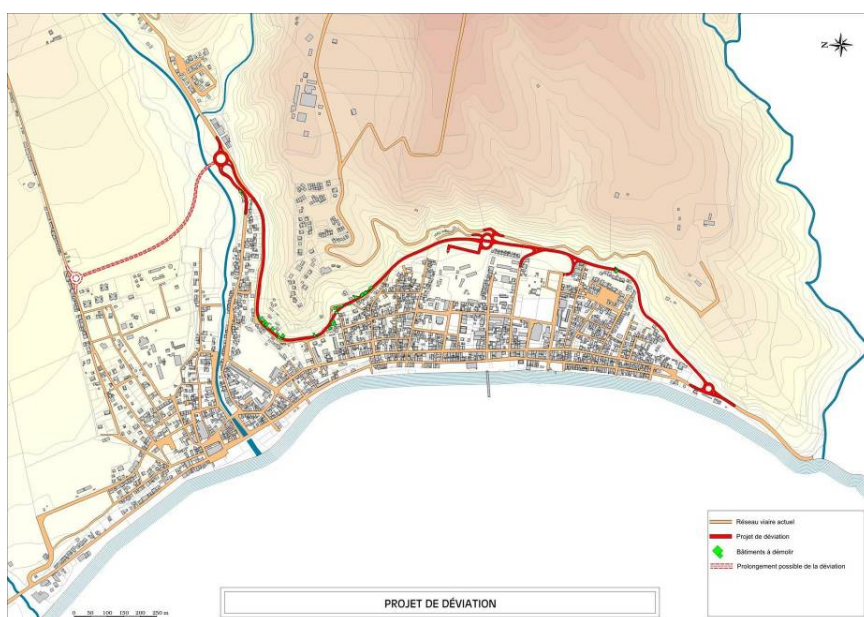 N
Réseau viaire actuel
Projet de déviation
Bâtiments à démolir
Prolongement possible de la déviation
0 50 100 150 200 250 m
PROJET DE DÉVIATION